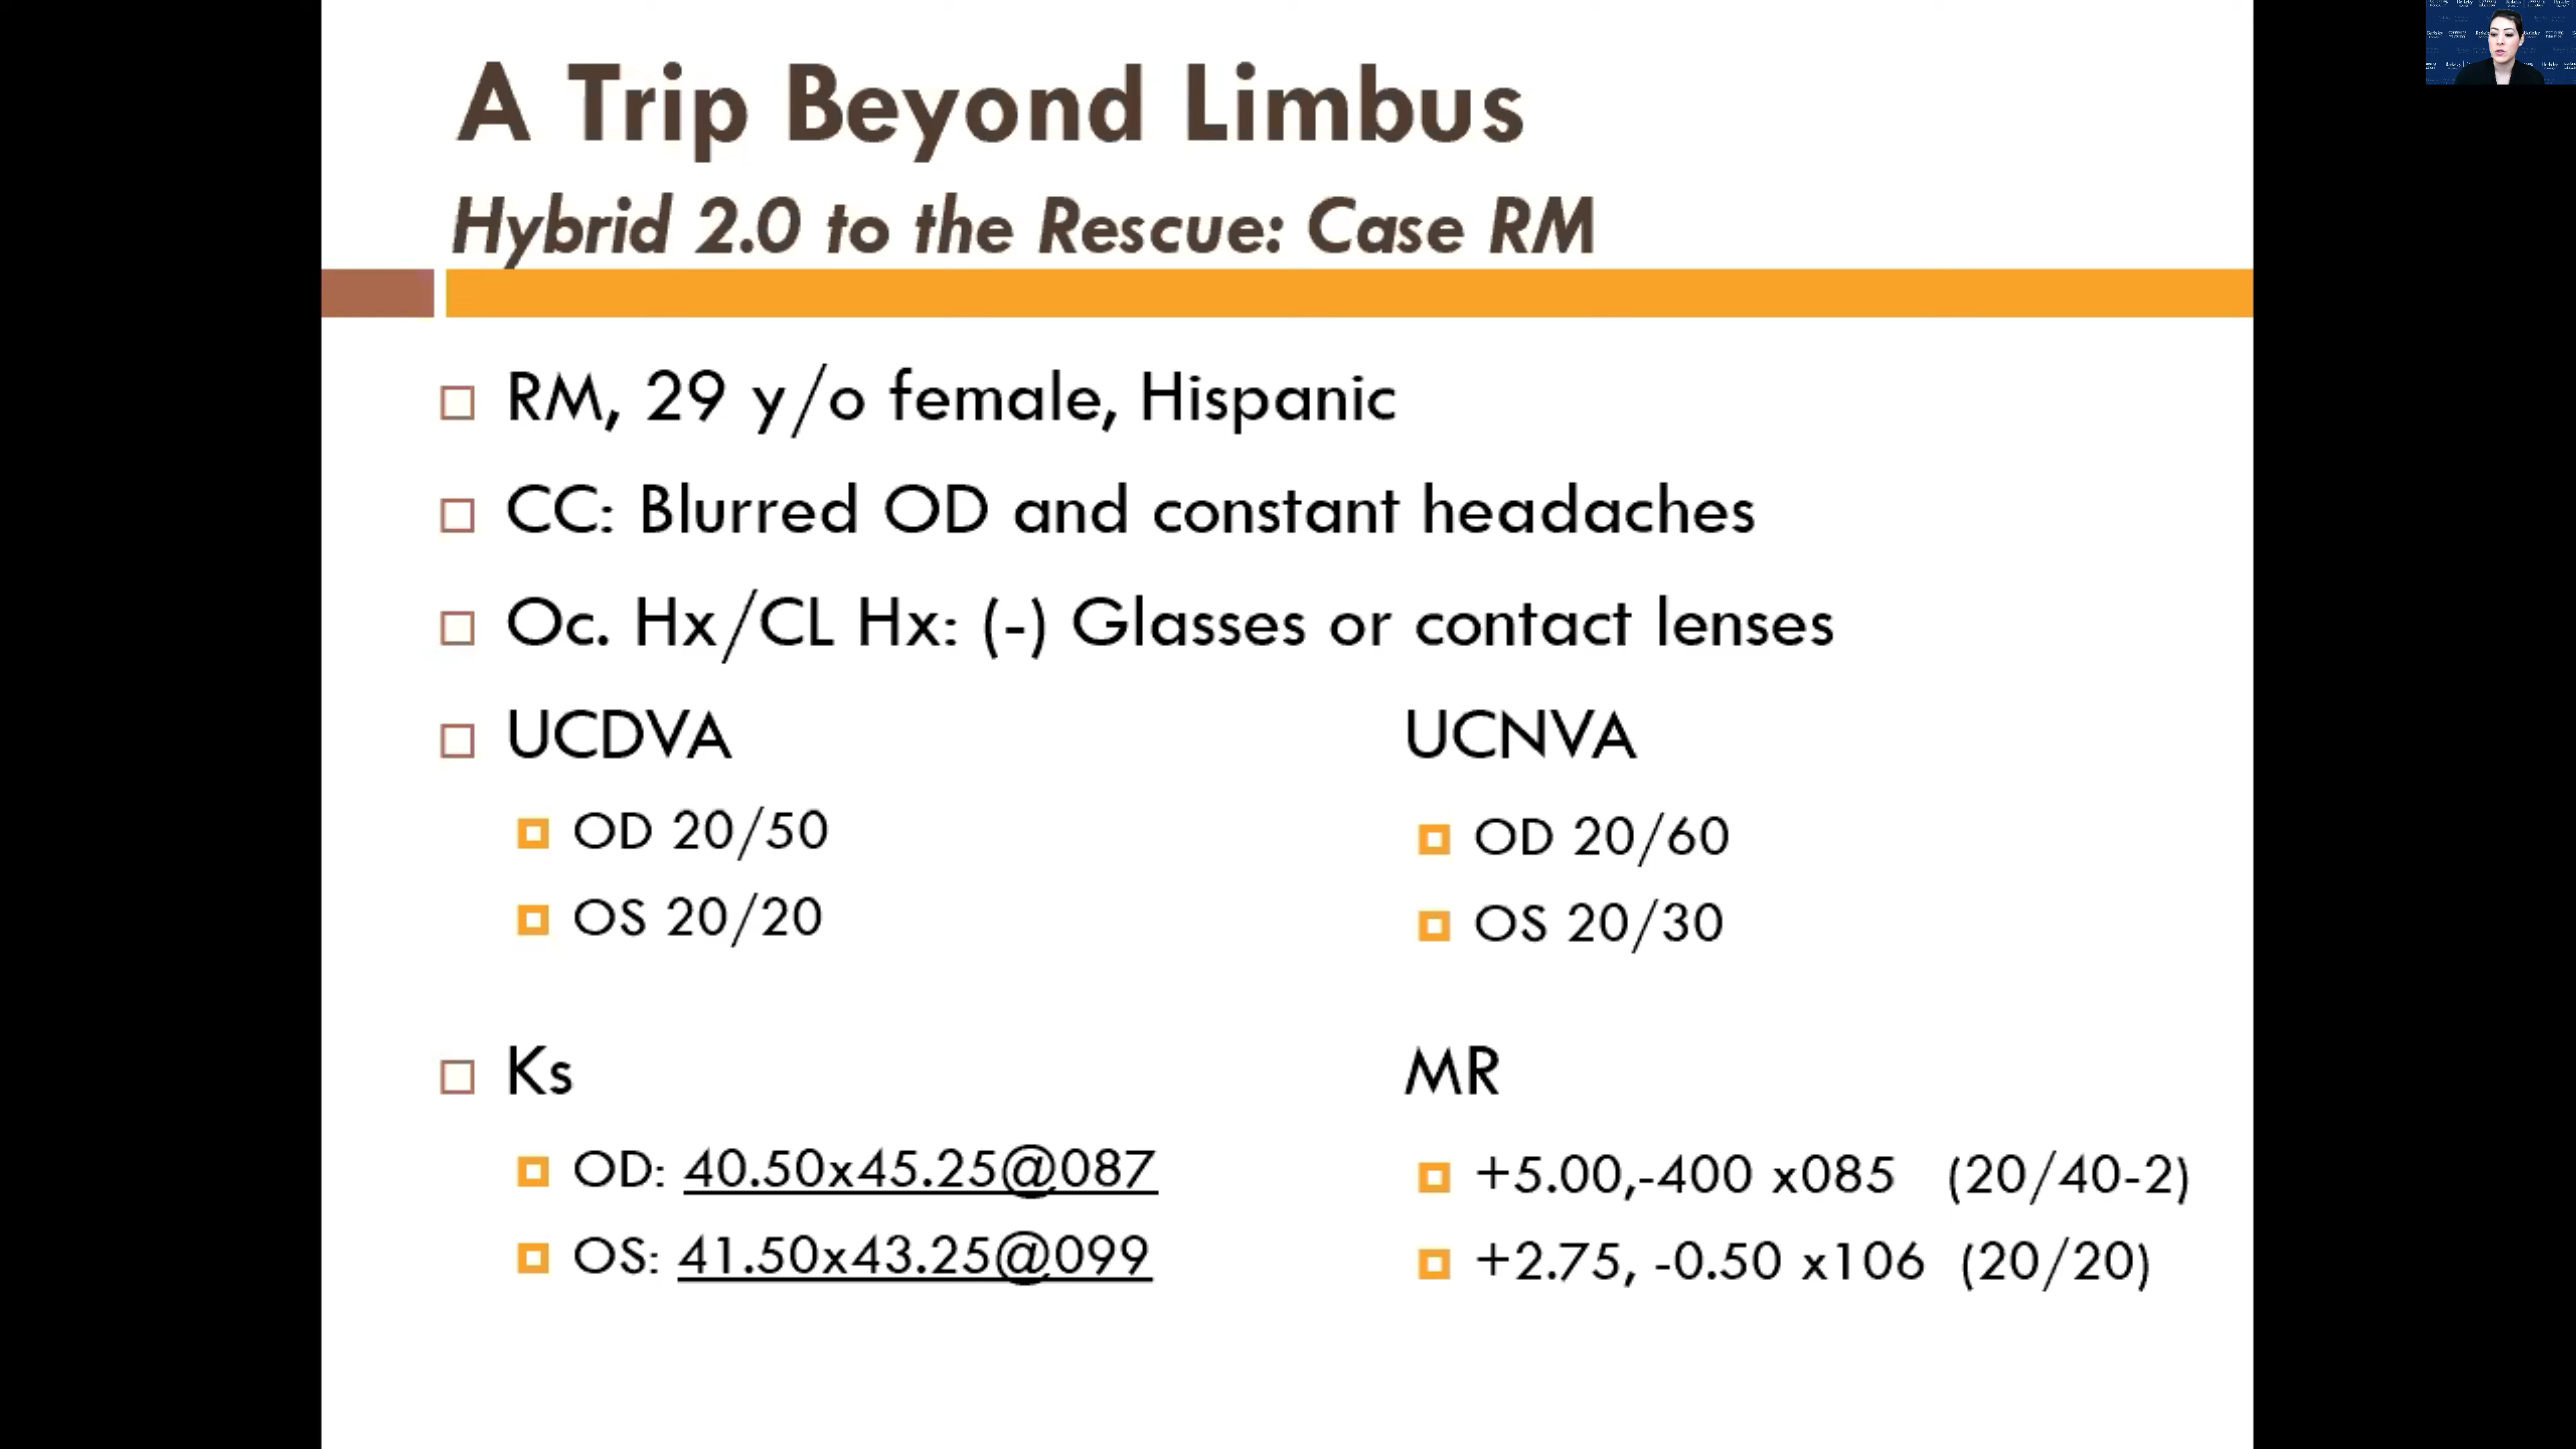 A Trip Beyond Limbus
Hybrid 2.0 to the Rescue: Case RM
RM, 29 y/o female, Hispanic
CC: Blurred OD and constant headaches
Oc. Hx/CL Hx: (-) Glasses or contact lenses
UCDVA
OD 20/50
OS 20/20
UCNVA
OD 20/60
OS 20/30
Ks
OD: 40.50x45.25@087
OS: 41.50x43.25@099
MR
+5.00,-400 x085 (20/40-2)
+2.75, -0.50 x106 (20/20)